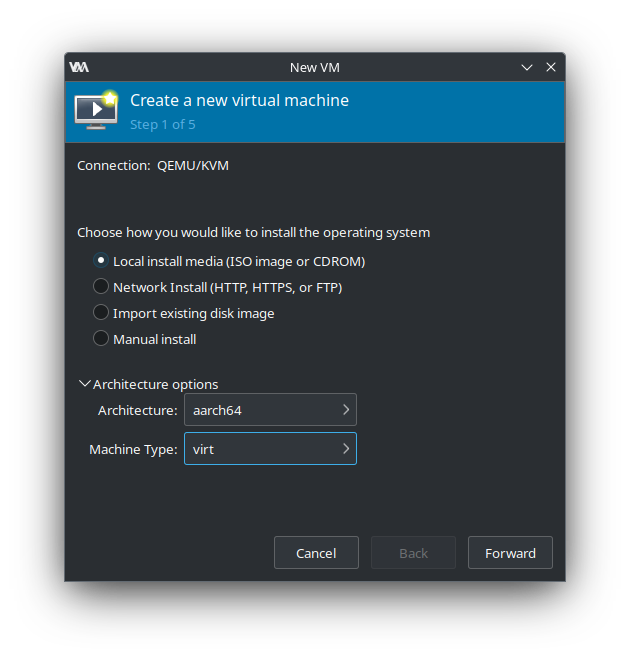 New VM
Create a new virtual machine
Step 1 of 5
Connection: QEMU/KVM
Choose how you would like to install the operating system
Local install media (ISO image or CDROM)
Network Install (HTTP, HTTPS, or FTP)
Import existing disk image
Manual install
Architecture options
Architecture: aarch64
Machine Type: virt
Cancel Back Forward